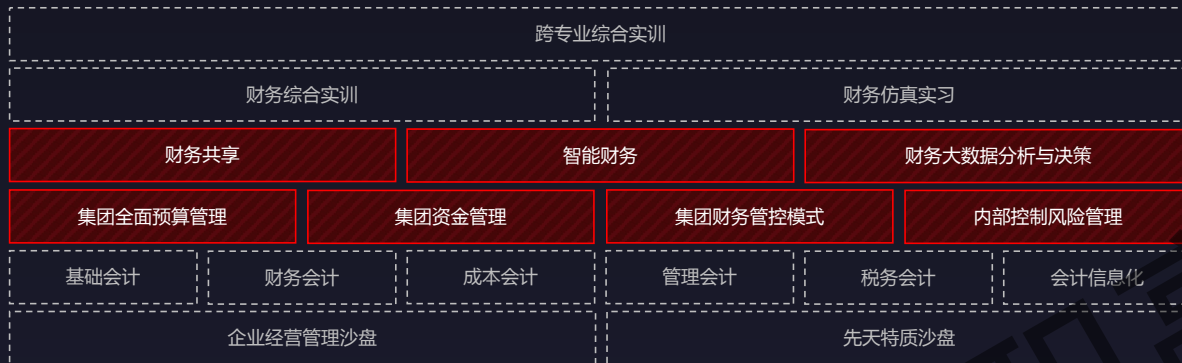 跨专业综合实训
财务综合实训 财务仿真实习
财务共享 智能财务 财务大数据分析与决策
集团全面预算管理 集团资金管理 集团财务管控模式 内部控制风险管理
基础会计 财务会计 成本会计 管理会计 税务会计 会计信息化
企业经营管理沙盘 先天特质沙盘